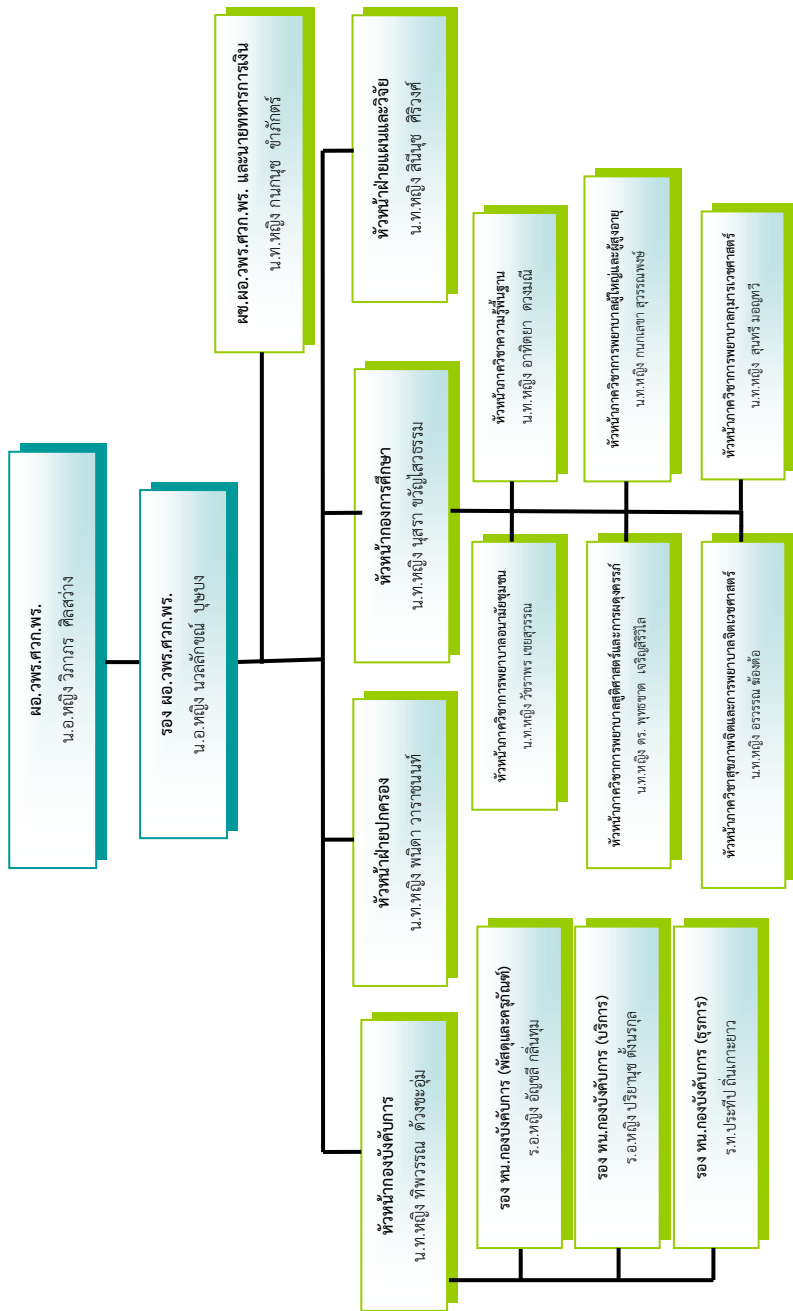 ผอ.วพร.ศวก.พร.
น.อ.หญิง วิภาภร ศิลสว่าง
รอง ผอ.วพร.ศวก.พร.
น.อ.หญิง นวลลักขณ์ บุษบง
ผช.ผอ.วพร.ศวก.พร. และนายทหารการเงิน
น.ท.หญิง กนกนุช ขำภักตร์
หัวหน้ากองบังคับการ
น.ท.หญิง ทิพวรรณ ด้วงชะอุ่ม
หัวหน้าฝ่ายปกครอง
น.ท.หญิง พนิดา วาราชนนท์
หัวหน้ากองการศึกษา
น.ท.หญิง นุสรา ขวัญไสวธรรม
หัวหน้าฝ่ายแผนและวิจัย
น.ท.หญิง สินีนุช ศิริวงศ์
รอง หน.กองบังคับการ (พัสดุและครุภัณฑ์)
ร.อ.หญิง อัญชลี กลิ่นทุม
รอง หน.กองบังคับการ (บริการ)
ร.อ.หญิง ปริยานุช ตั้งนรกุล
รอง หน.กองบังคับการ (ธุรการ)
ร.ท.ประทีป ถิ่นเกาะยาว
หัวหน้าภาควิชาการพยาบาลอนามัยชุมชน
น.ท.หญิง วัชราพร เชยสุวรรณ
หัวหน้าภาควิชาความรู้พื้นฐาน
น.ท.หญิง อาทิตยา ดวงมณี
หัวหน้าภาควิชาการพยาบาลสูติศาสตร์และการผดุงครรภ์
น.ท.หญิง ดร. พุทธชาด เจริญสิริวิไล
หัวหน้าภาควิชาการพยาบาลผู้ใหญ่และผู้สูงอายุ
น.ท.หญิง กนกเลขา สุวรรณพงษ์
หัวหน้าภาควิชาสุขภาพจิตและการพยาบาลจิตเวชศาสตร์
น.ท.หญิง อรวรรณ ฆ้องต้อ
หัวหน้าภาควิชาการพยาบาลกุมารเวชศาสตร์
น.ท.หญิง สุนทรี มอญทวี